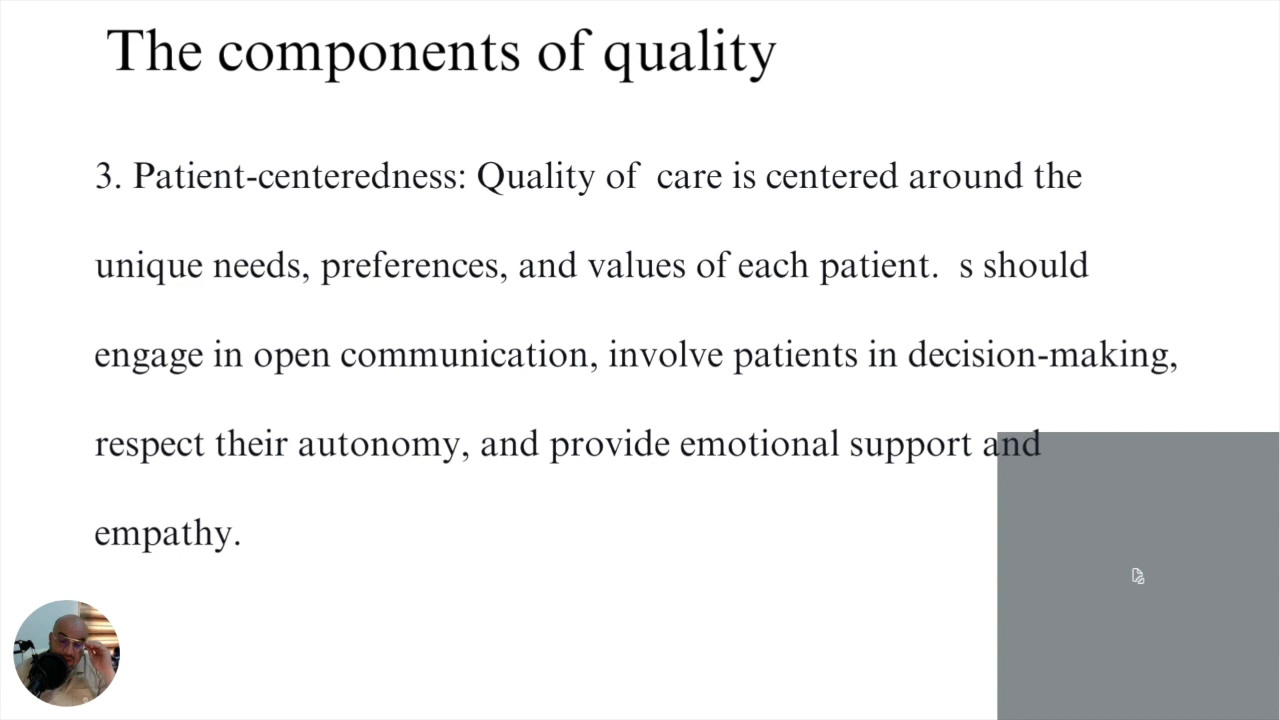 The components of quality
3. Patient-centeredness: Quality of  care is centered around the
unique needs, preferences, and values of each patient.  s should
engage in open communication, involve patients in decision-making,
respect their autonomy, and provide emotional support and
empathy.